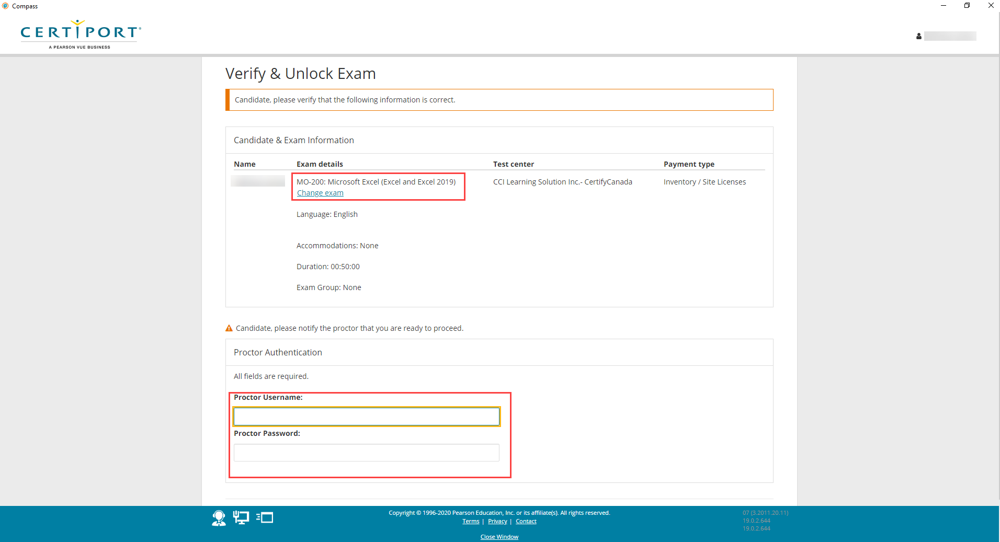 Compass
CERTIPORT®
A PEARSON VUE BUSINESS
Verify & Unlock Exam
Candidate, please verify that the following information is correct.
Candidate & Exam Information
Name Exam details Test center Payment type
MO-200: Microsoft Excel (Excel and Excel 2019) CCI Learning Solution Inc.- CertifyCanada Inventory / Site Licenses
Change exam
Language: English
Accommodations: None
Duration: 00:50:00
Exam Group: None
Candidate, please notify the proctor that you are ready to proceed.
Proctor Authentication
All fields are required.
Proctor Username:
Proctor Password:
Copyright © 1996-2020 Pearson Education, Inc. or its affiliate(s). All rights reserved.
Terms | Privacy | Contact
Close Window
07 (3.2011.20.11)
19.0.2.644
19.0.2.644